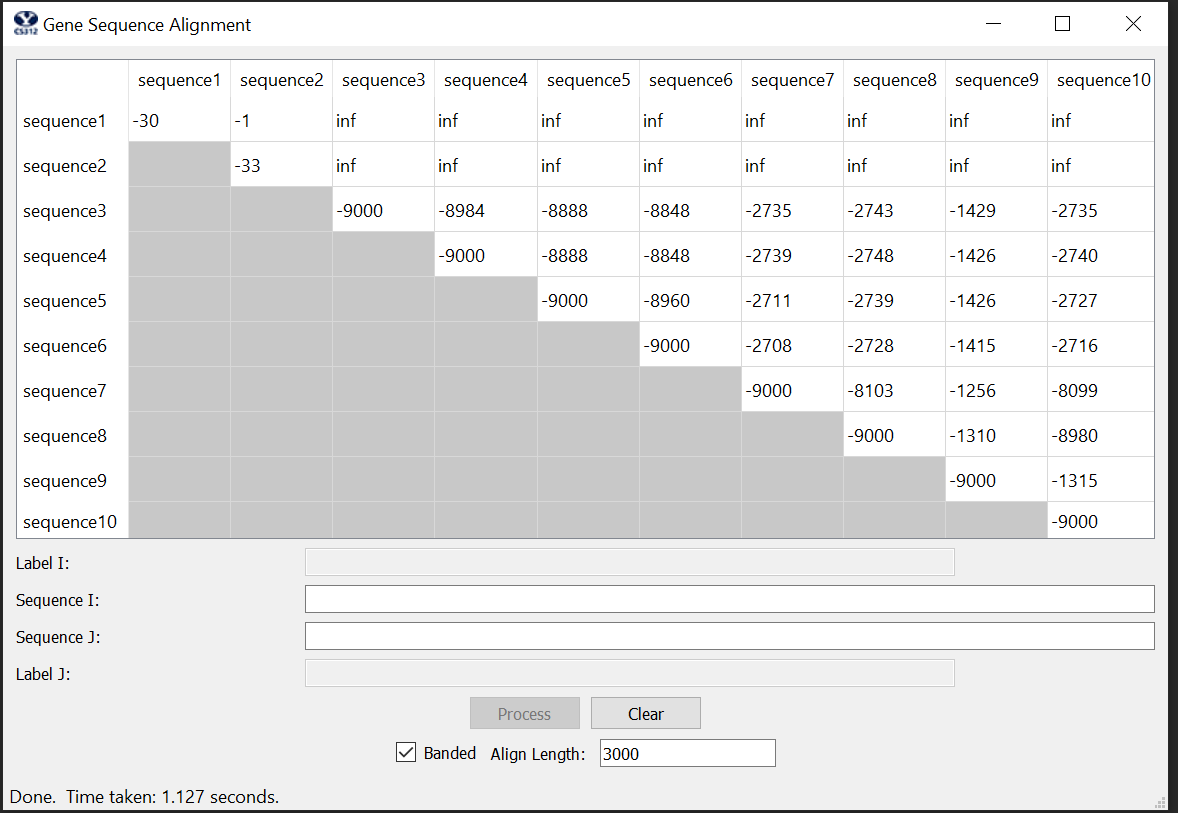 CS312 Gene Sequence Alignment
sequence1 sequence2 sequence3 sequence4 sequence5 sequence6 sequence7 sequence8 sequence9 sequence10
sequence1 -30 -1 inf inf inf inf inf inf inf inf
sequence2 -33 inf inf inf inf inf inf inf inf
sequence3 -9000 -8984 -8888 -8848 -2735 -2743 -1429 -2735
sequence4 -9000 -8888 -8848 -2739 -2748 -1426 -2740
sequence5 -9000 -8960 -2711 -2739 -1426 -2727
sequence6 -9000 -2708 -2728 -1415 -2716
sequence7 -9000 -8103 -1256 -8099
sequence8 -9000 -1310 -8980
sequence9 -9000 -1315
sequence10 -9000
Label I:
Sequence I:
Sequence J:
Label J:
Process Clear
Banded Align Length: 3000
Done. Time taken: 1.127 seconds.